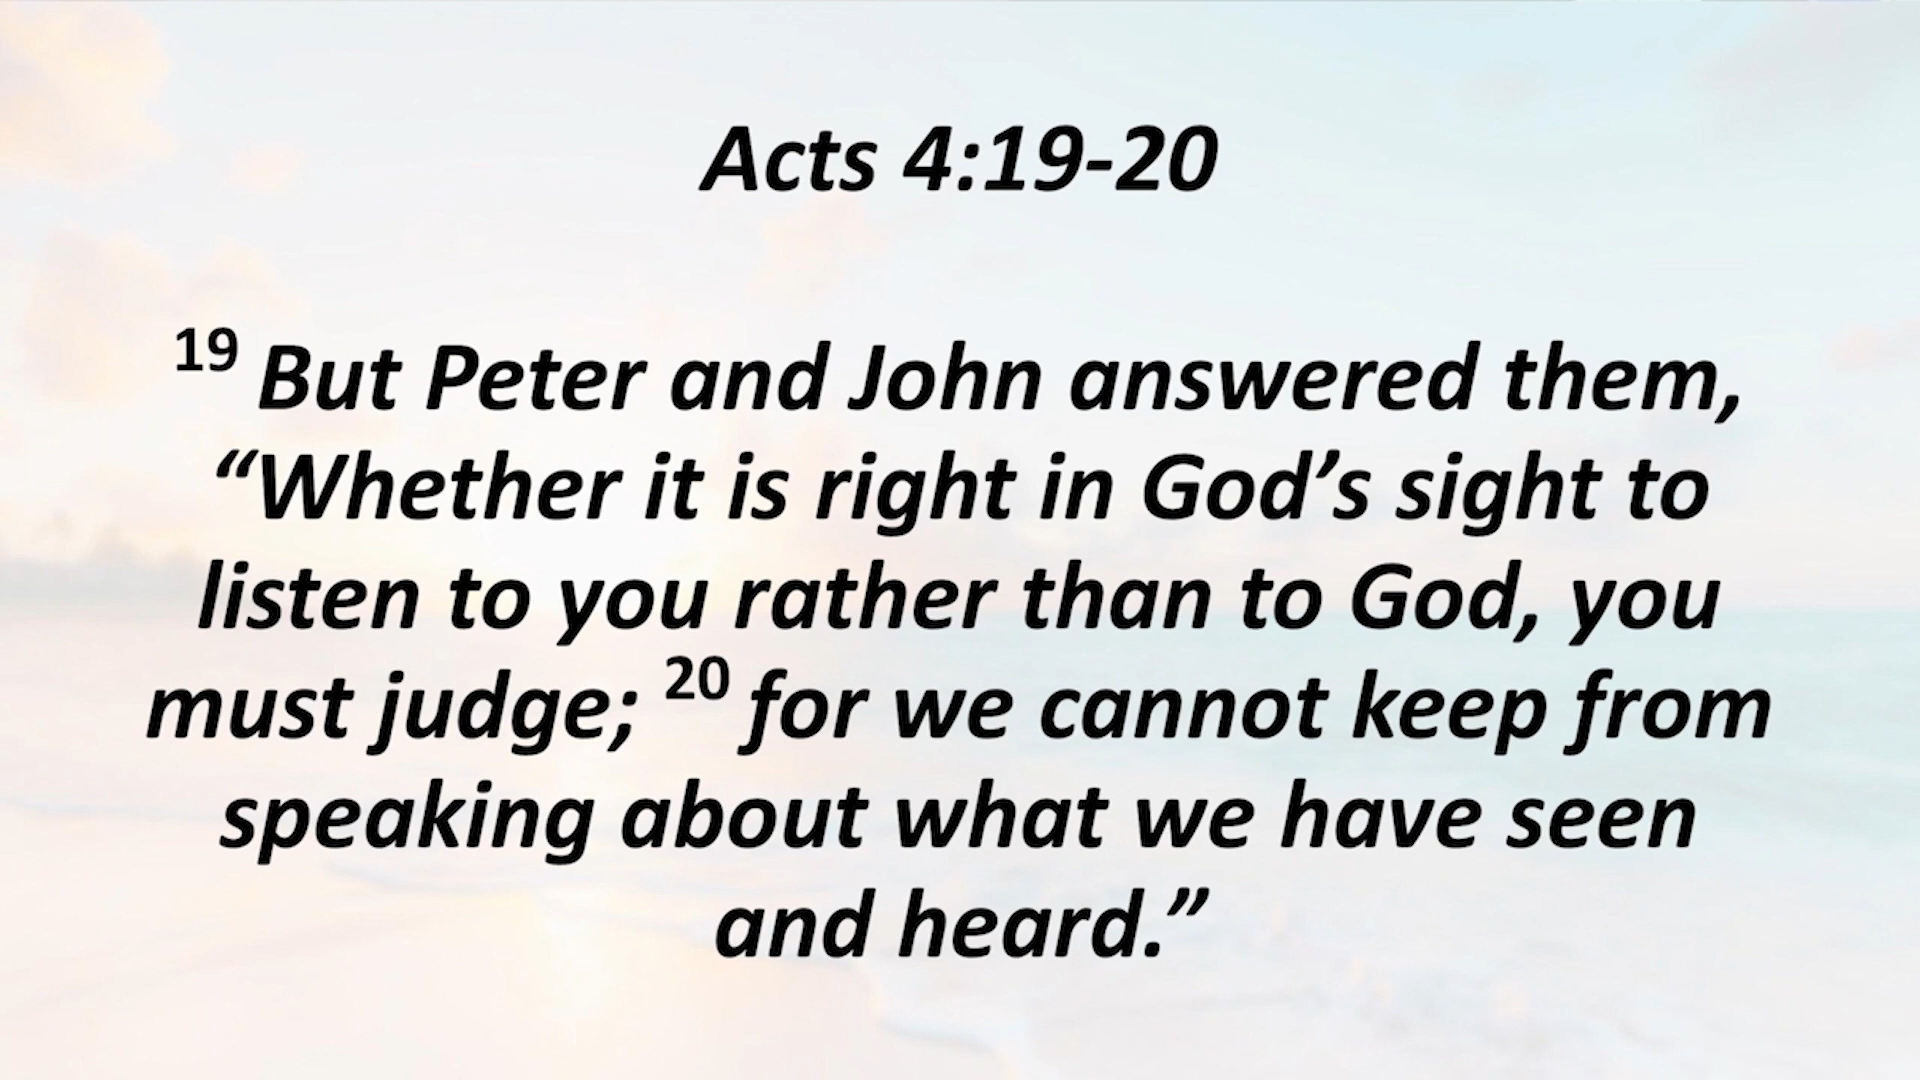 Acts 4:19-20
19 But Peter and John answered them,
“Whether it is right in God’s sight to
listen to you rather than to God, you
must judge; 20 for we cannot keep from
speaking about what we have seen
and heard.”